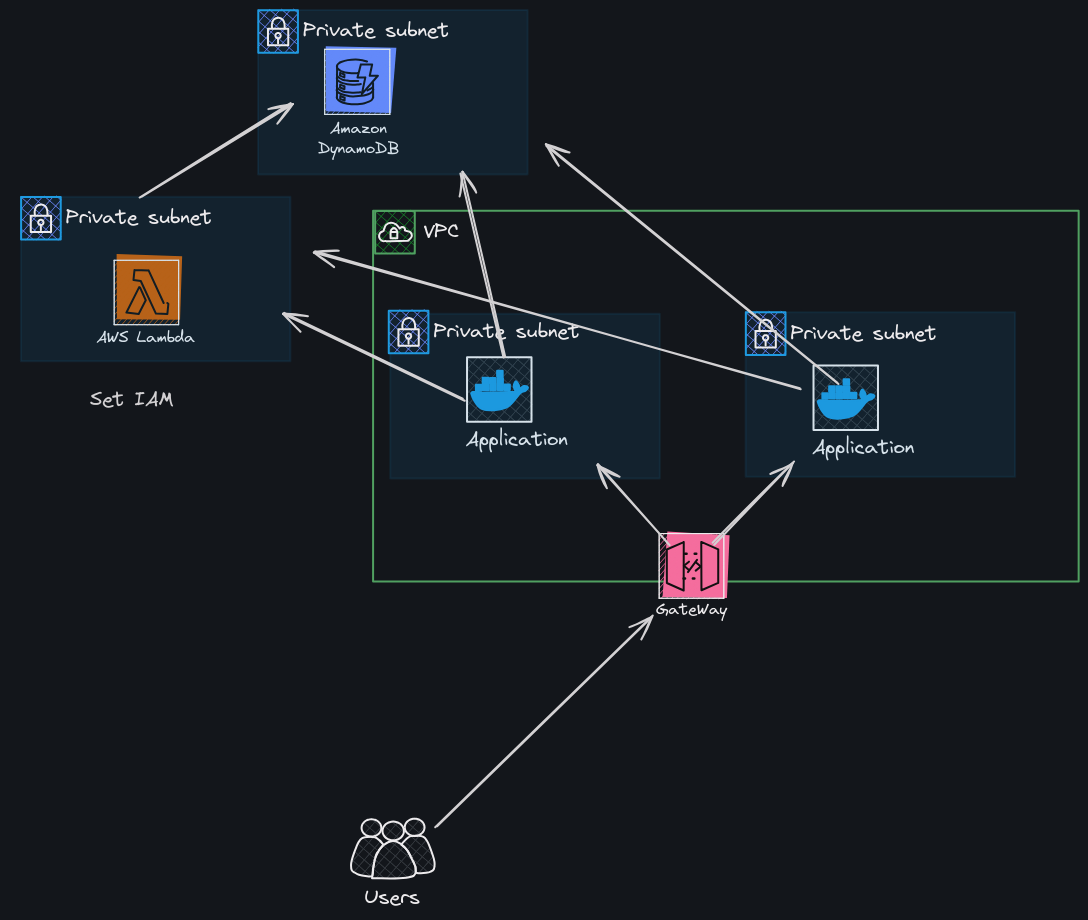 Private subnet
Amazon
DynamoDB
Private subnet
AWS Lambda
Set IAM
VPC
Private subnet
Application
Private subnet
Application
GateWay
Users